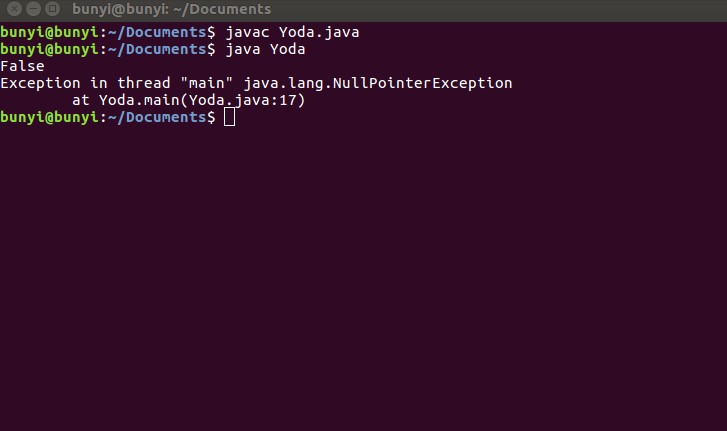 bunyi@bunyi: ~/Documents
bunyi@bunyi:~/Documents$ javac Yoda.java
bunyi@bunyi:~/Documents$ java Yoda
False
Exception in thread "main" java.lang.NullPointerException
        at Yoda.main(Yoda.java:17)
bunyi@bunyi:~/Documents$